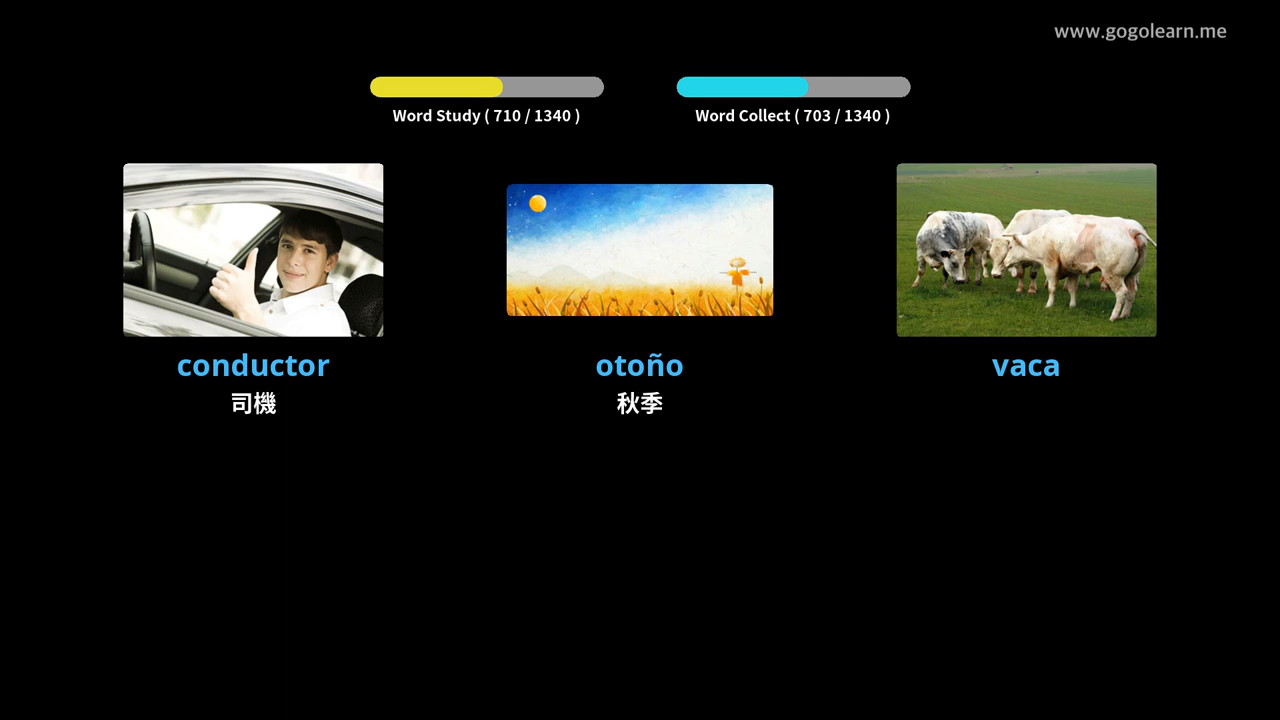 www.gogolearn.me
Word Study ( 710 / 1340 )
Word Collect ( 703 / 1340 )
conductor
司機
otoño
秋季
vaca